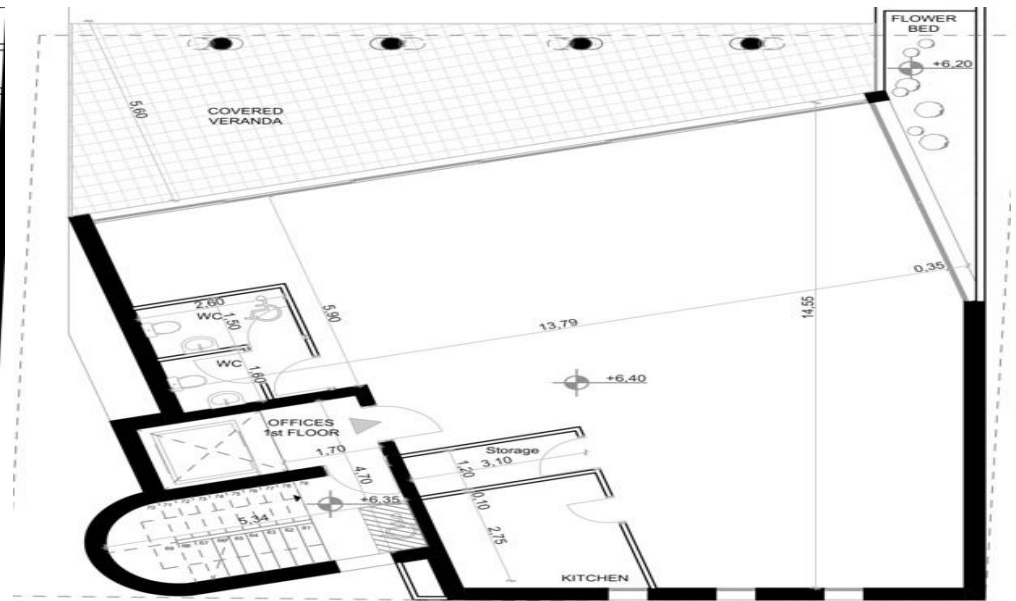 FLOWER
BED
+6,20
5,60
COVERED
VERANDA
0,35
2,60
WC
1,50
5,90
14,55
13,79
WC
1,60
+6,40
OFFICES
1st FLOOR
1,70
4,70
Storage
1,20
3,10
0,10
+6,35
5,34
2,75
KITCHEN